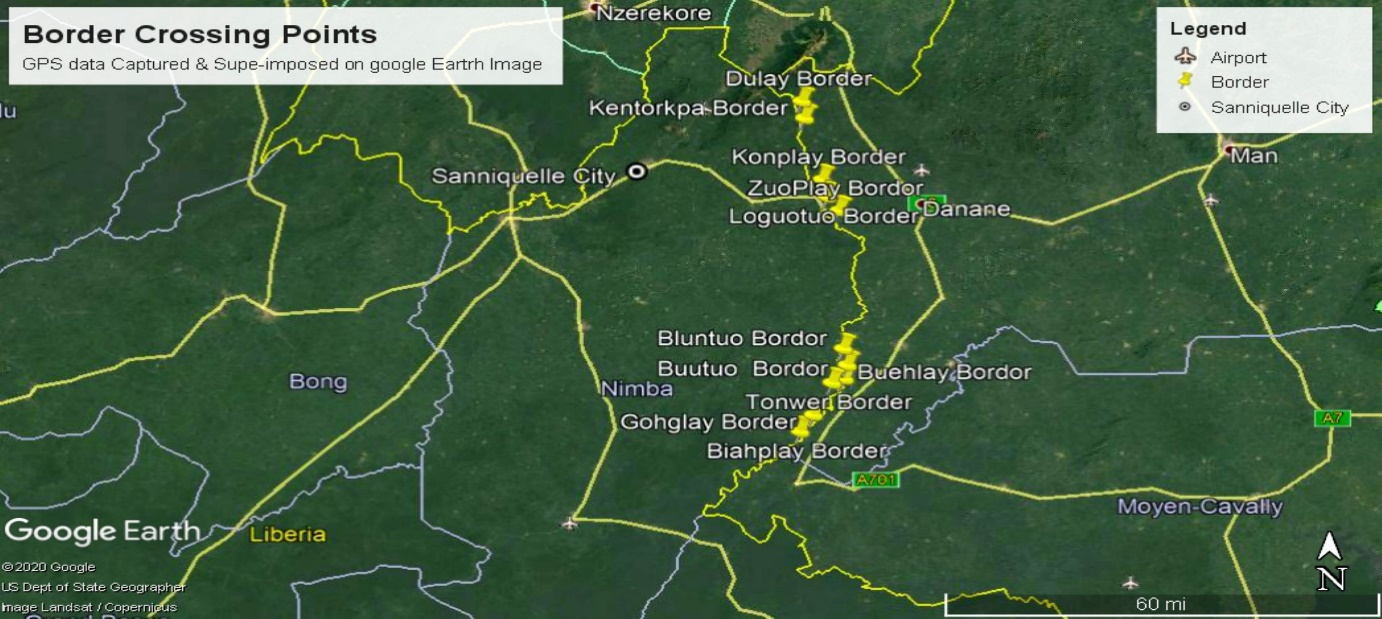 Border Crossing Points
GPS data Captured & Supe-imposed on google Eartrh Image
Nzerekore
Legend
Airport
Border
Sanniquelle City
Dulay Border
Kentorkpa Border
Konplay Border
Man
Sanniquelle City
ZuoPlay Bordor
Loguotuo Border
Danane
Bluntuo Bordor
Buutuo Bordor
Buehlay Bordor
Bong
Nimba
Tonwer Border
Gohglay Border
A7
Biahplay Border
A701
Moyen-Cavally
Google Earth
Liberia
N
©2020 Google
US Dept of State Geographer
Image Landsat / Copernicus
60 mi